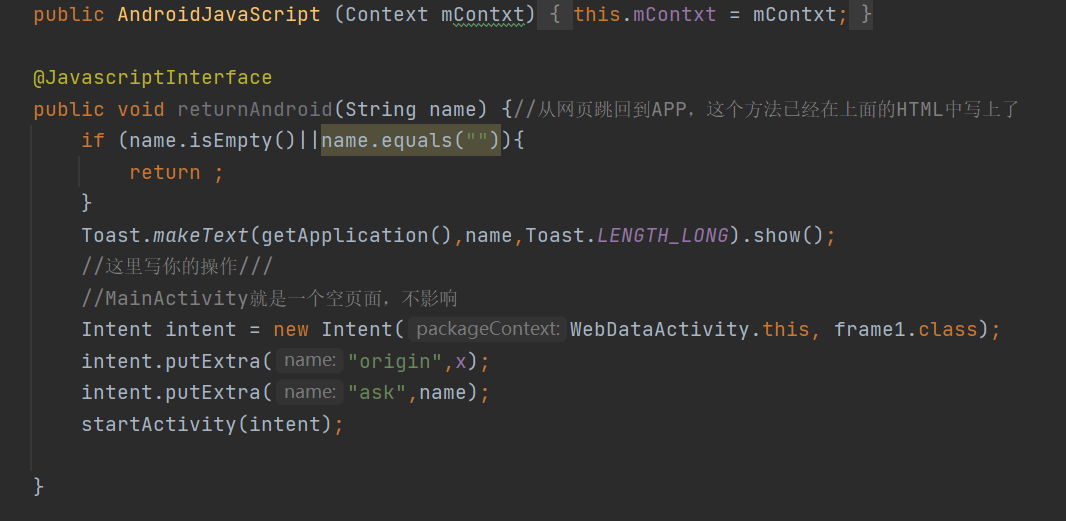 public AndroidJavaScript (Context mContxt) { this.mContxt = mContxt; }
@JavascriptInterface
public void returnAndroid(String name) {//从网页跳回到APP，这个方法已经在上面的HTML中写上了
if (name.isEmpty()||name.equals("")){
return ;
}
Toast.makeText(getApplication(),name,Toast.LENGTH_LONG).show();
//这里写你的操作///
//MainActivity就是一个空页面，不影响
Intent intent = new Intent( packageContext: WebDataActivity.this, frame1.class);
intent.putExtra( name: "origin",x);
intent.putExtra( name: "ask",name);
startActivity(intent);
}